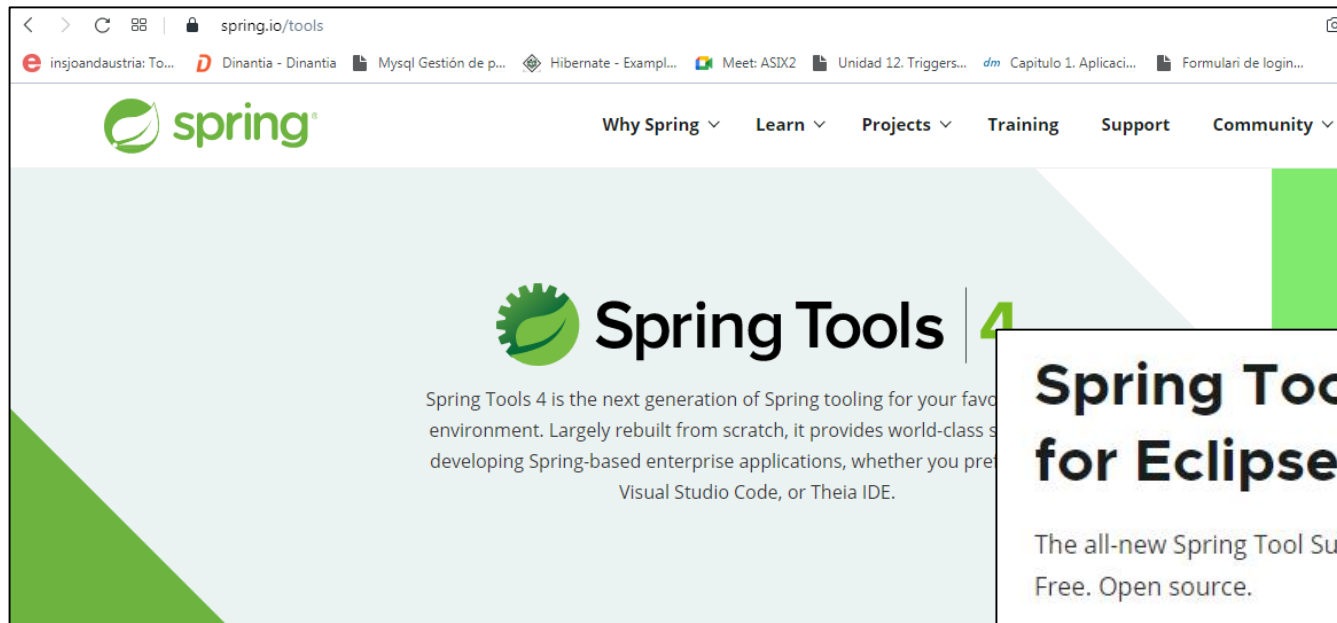 spring.io/tools
insjoandaustria: To... Dinantia - Dinantia Mysql Gestión de p... Hibernate - Exampl... Meet: ASIX2 Unidad 12. Triggers... dm Capitulo 1. Aplicaci... Formulari de login...
spring Why Spring Learn Projects Training Support Community
Spring Tools 4
Spring Tools 4 is the next generation of Spring tooling for your favo
environment. Largely rebuilt from scratch, it provides world-class s
developing Spring-based enterprise applications, whether you pref
Visual Studio Code, or Theia IDE.
Spring Too
for Eclipse
The all-new Spring Tool Su
Free. Open source.